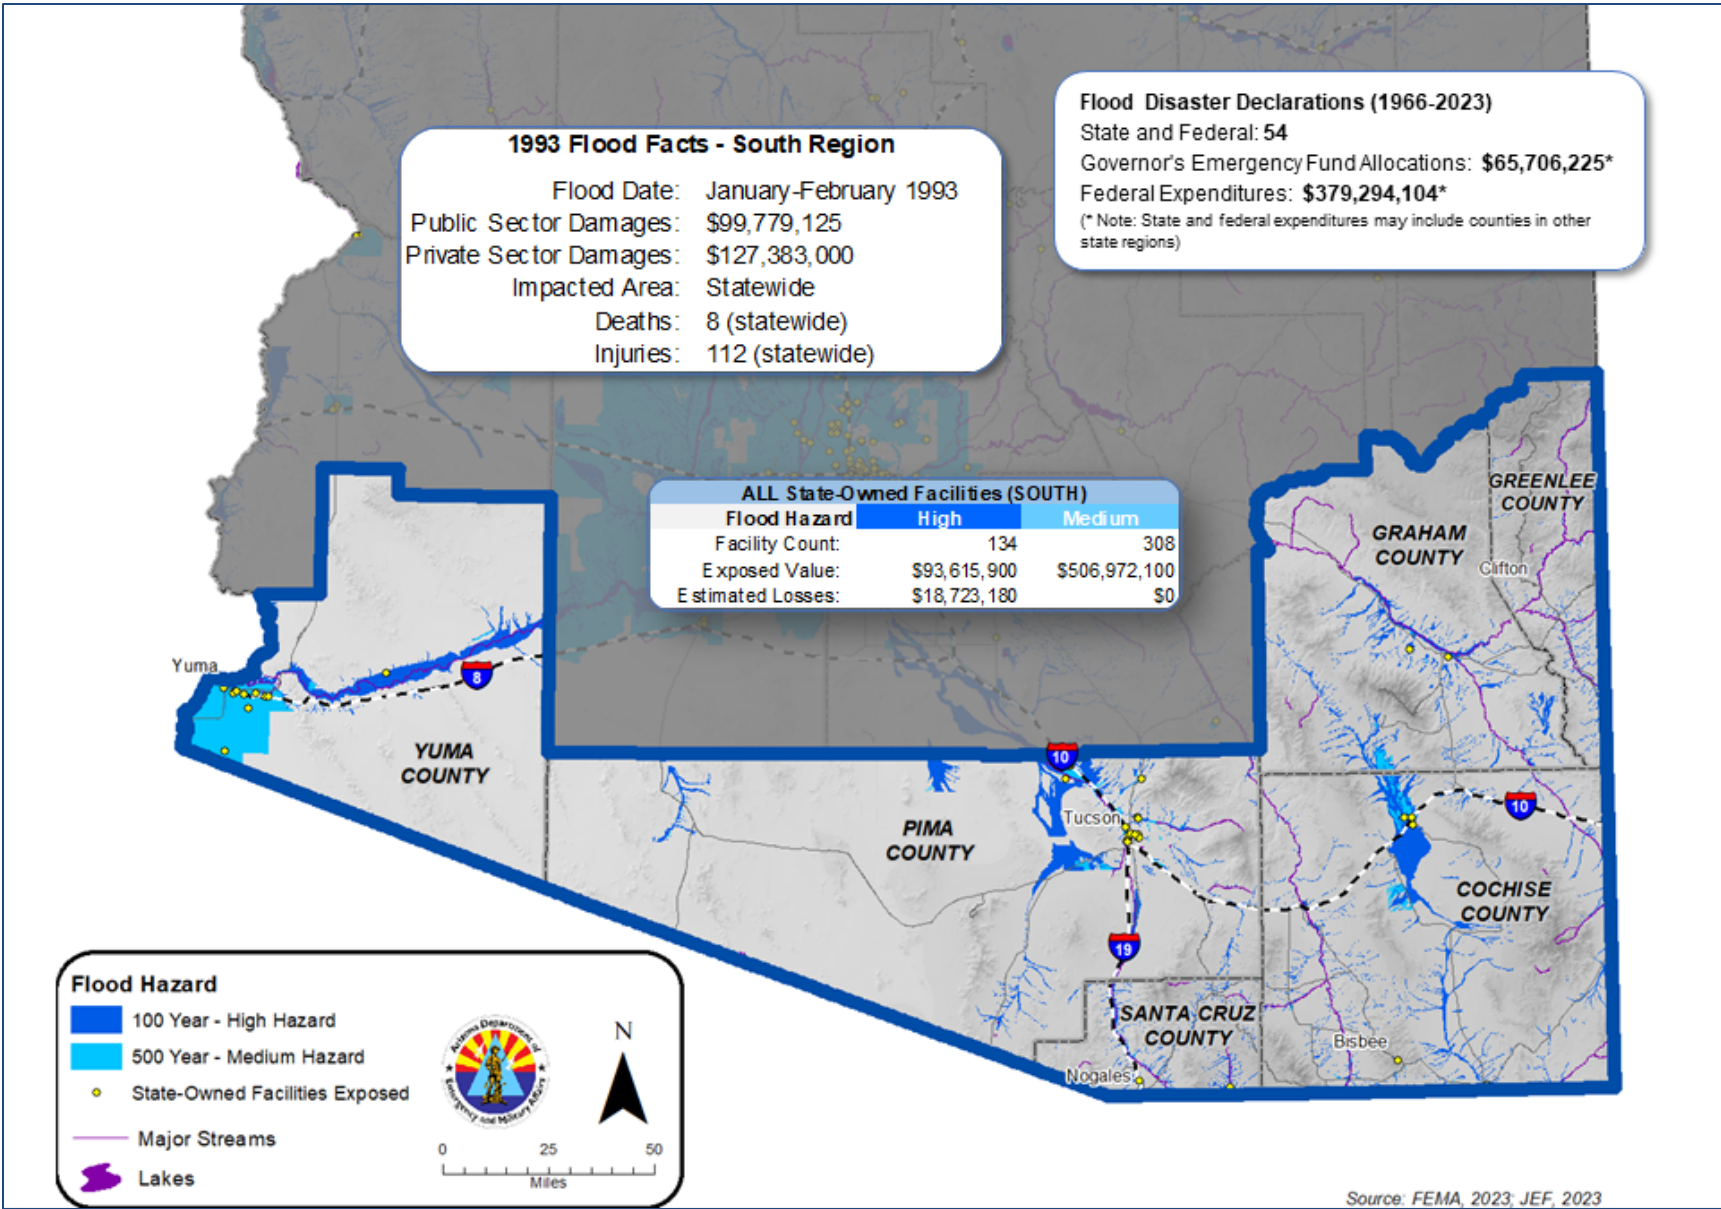 Flood Disaster Declarations (1966-2023)
State and Federal: 54
Governor's Emergency Fund Allocations: $65,706,225*
Federal Expenditures: $379,294,104*
(* Note: State and federal expenditures may include counties in other
state regions)
1993 Flood Facts - South Region
Flood Date: January-February 1993
Public Sector Damages: $99,779,125
Private Sector Damages: $127,383,000
Impacted Area: Statewide
Deaths: 8 (statewide)
Injuries: 112 (statewide)
ALL State-Owned Facilities (SOUTH)
Flood Hazard High Medium
Facility Count: 134 308
Exposed Value: $93,615,900 $506,972,100
Estimated Losses: $18,723,180 $0
GREENLEE
COUNTY
GRAHAM
COUNTY
Clifton
Yuma
8
YUMA
COUNTY
10
Tucson
PIMA
COUNTY
10
COCHISE
COUNTY
19
SANTA CRUZ
COUNTY
Bisbee
Nogales
Flood Hazard
100 Year - High Hazard
500 Year - Medium Hazard
State-Owned Facilities Exposed
Major Streams
Lakes
Arizona Department of
Emergency and Military Affairs
N
0 25 50
Miles
Source: FEMA, 2023; JEF, 2023